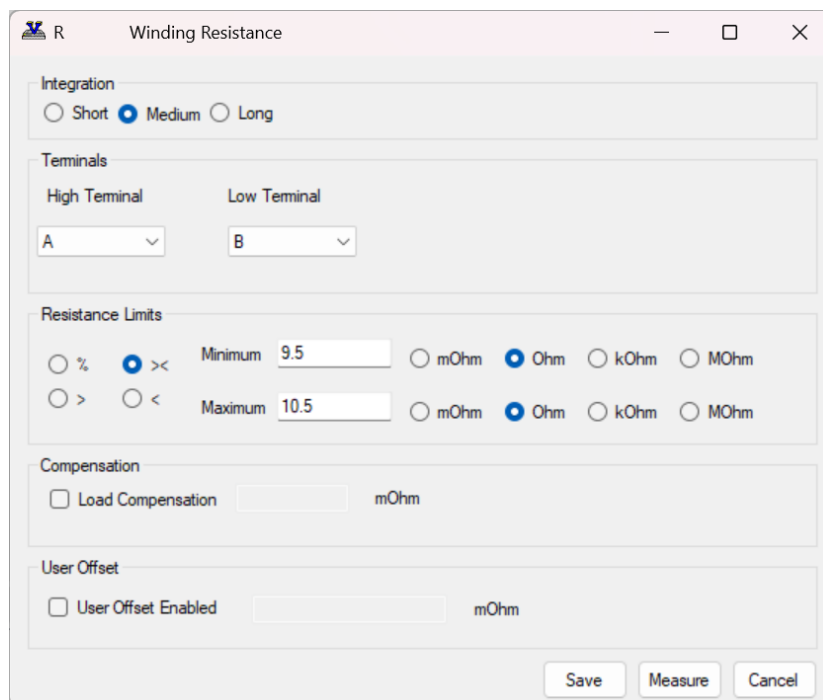 R Winding Resistance
Integration
Short Medium Long
Terminals
High Terminal Low Terminal
A B
Resistance Limits
% ><
> <
Minimum 9.5 mOhm Ohm kOhm MOhm
Maximum 10.5 mOhm Ohm kOhm MOhm
Compensation
Load Compensation mOhm
User Offset
User Offset Enabled mOhm
Save Measure Cancel